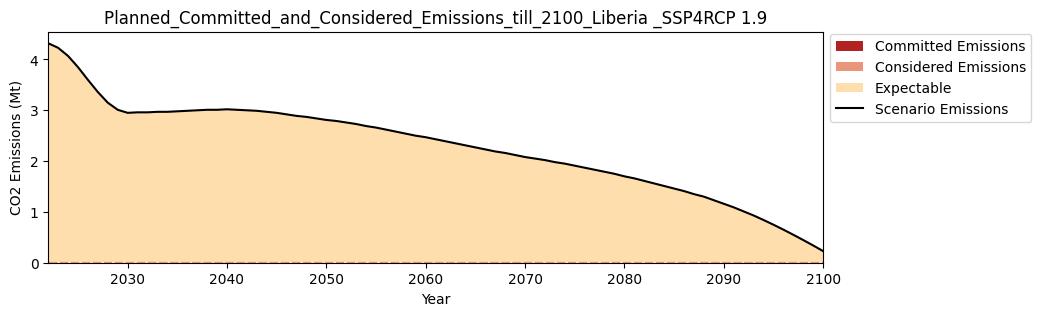 Planned_Committed_and_Considered_Emissions_till_2100_Liberia _SSP4RCP 1.9
Committed Emissions
Considered Emissions
Expectable
Scenario Emissions
CO2 Emissions (Mt)
4
3
2
1
0
2030 2040 2050 2060 2070 2080 2090 2100
Year